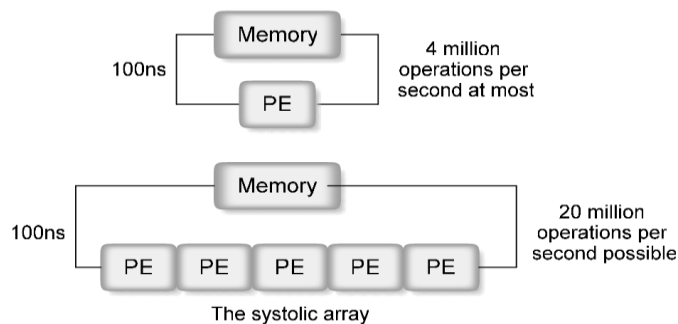 Memory
100ns
PE
4 million
operations per
second at most
Memory
100ns
PE PE PE PE PE
20 million
operations per
second possible
The systolic array